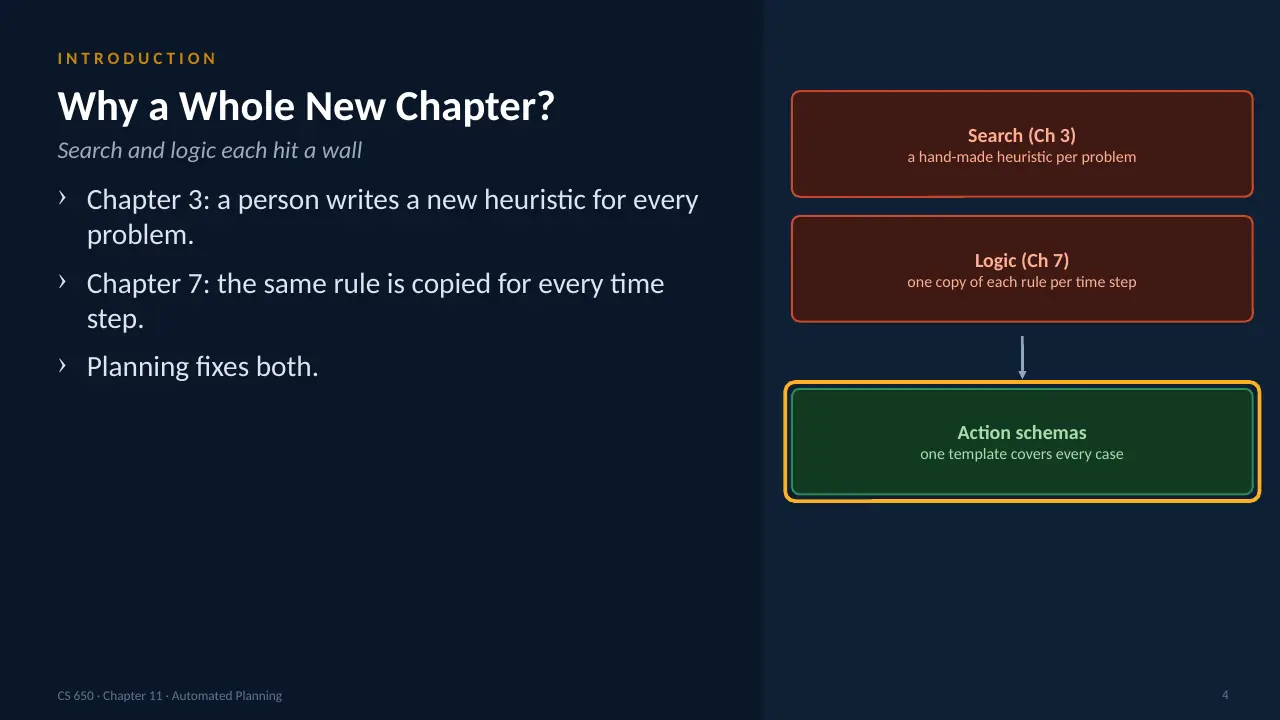 INTRODUCTION
Why a Whole New Chapter?
Search and logic each hit a wall
› Chapter 3: a person writes a new heuristic for every
problem.
› Chapter 7: the same rule is copied for every time
step.
› Planning fixes both.
Search (Ch 3)
a hand-made heuristic per problem
Logic (Ch 7)
one copy of each rule per time step
Action schemas
one template covers every case
CS 650 · Chapter 11 · Automated Planning
4